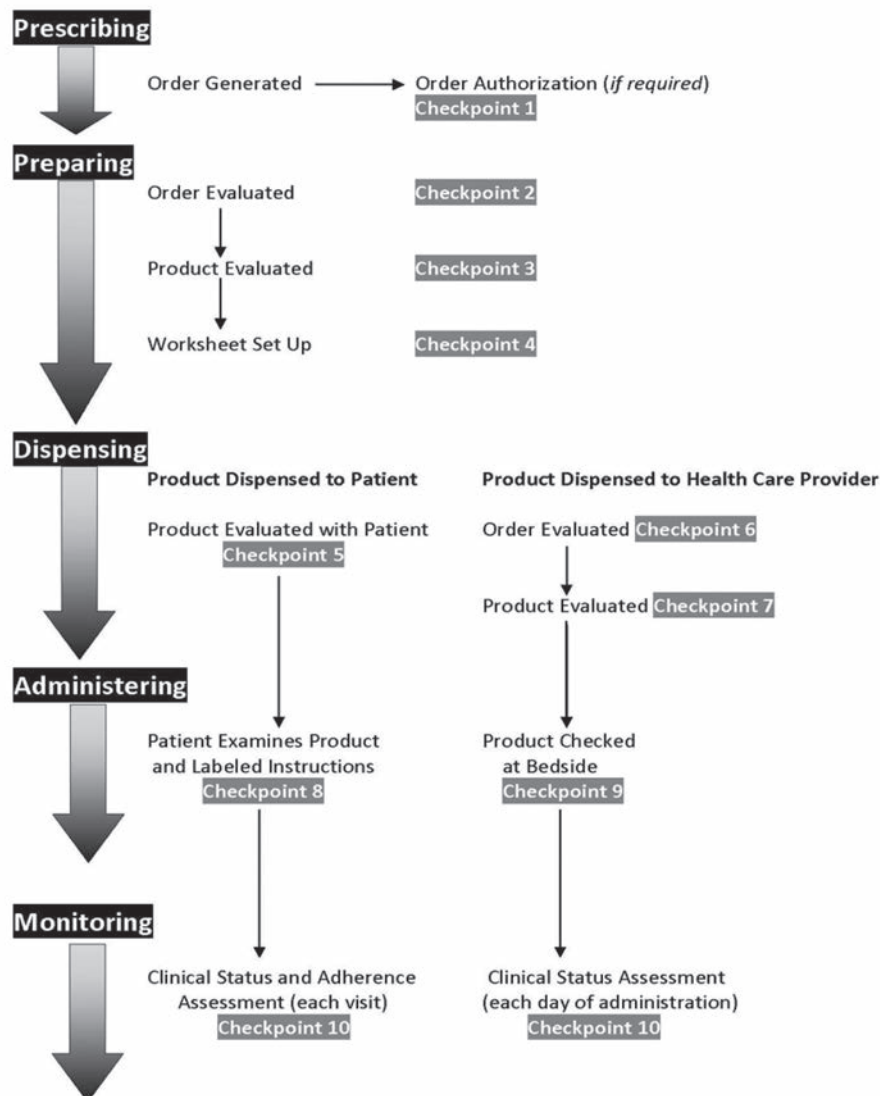 Prescribing
Order Generated
Order Authorization (if required)
Checkpoint 1
Preparing
Order Evaluated
Checkpoint 2
Product Evaluated
Checkpoint 3
Worksheet Set Up
Checkpoint 4
Dispensing
Product Dispensed to Patient
Product Evaluated with Patient
Checkpoint 5
Product Dispensed to Health Care Provider
Order Evaluated Checkpoint 6
Product Evaluated Checkpoint 7
Administering
Patient Examines Product
and Labeled Instructions
Checkpoint 8
Product Checked
at Bedside
Checkpoint 9
Monitoring
Clinical Status and Adherence
Assessment (each visit)
Checkpoint 10
Clinical Status Assessment
(each day of administration)
Checkpoint 10